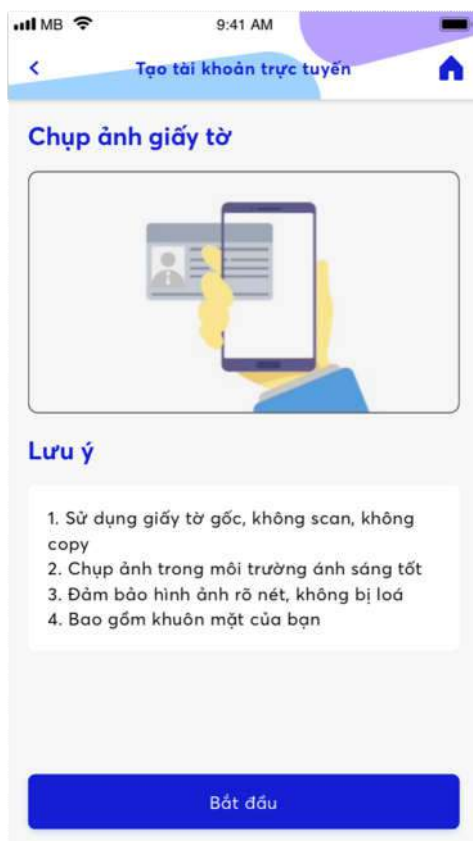 MB 9:41 AM
Tạo tài khoản trực tuyến
Chụp ảnh giấy tờ
Lưu ý
1. Sử dụng giấy tờ gốc, không scan, không
copy
2. Chụp ảnh trong môi trường ánh sáng tốt
3. Đảm bảo hình ảnh rõ nét, không bị loá
4. Bao gồm khuôn mặt của bạn
Bắt đầu